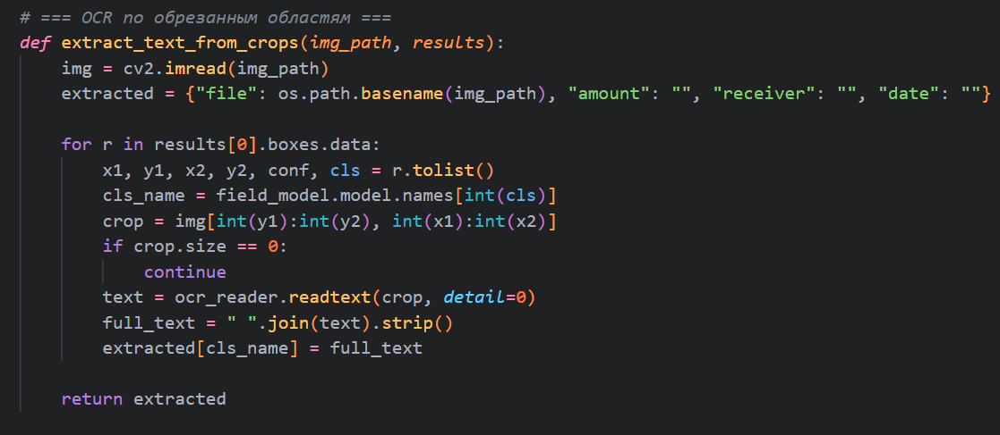 # === OCR по обрезанным областям ===
def extract_text_from_crops(img_path, results):
    img = cv2.imread(img_path)
    extracted = {"file": os.path.basename(img_path), "amount": "", "receiver": "", "date": ""}

    for r in results[0].boxes.data:
        x1, y1, x2, y2, conf, cls = r.tolist()
        cls_name = field_model.model.names[int(cls)]
        crop = img[int(y1):int(y2), int(x1):int(x2)]
        if crop.size == 0:
            continue
        text = ocr_reader.readtext(crop, detail=0)
        full_text = " ".join(text).strip()
        extracted[cls_name] = full_text

    return extracted